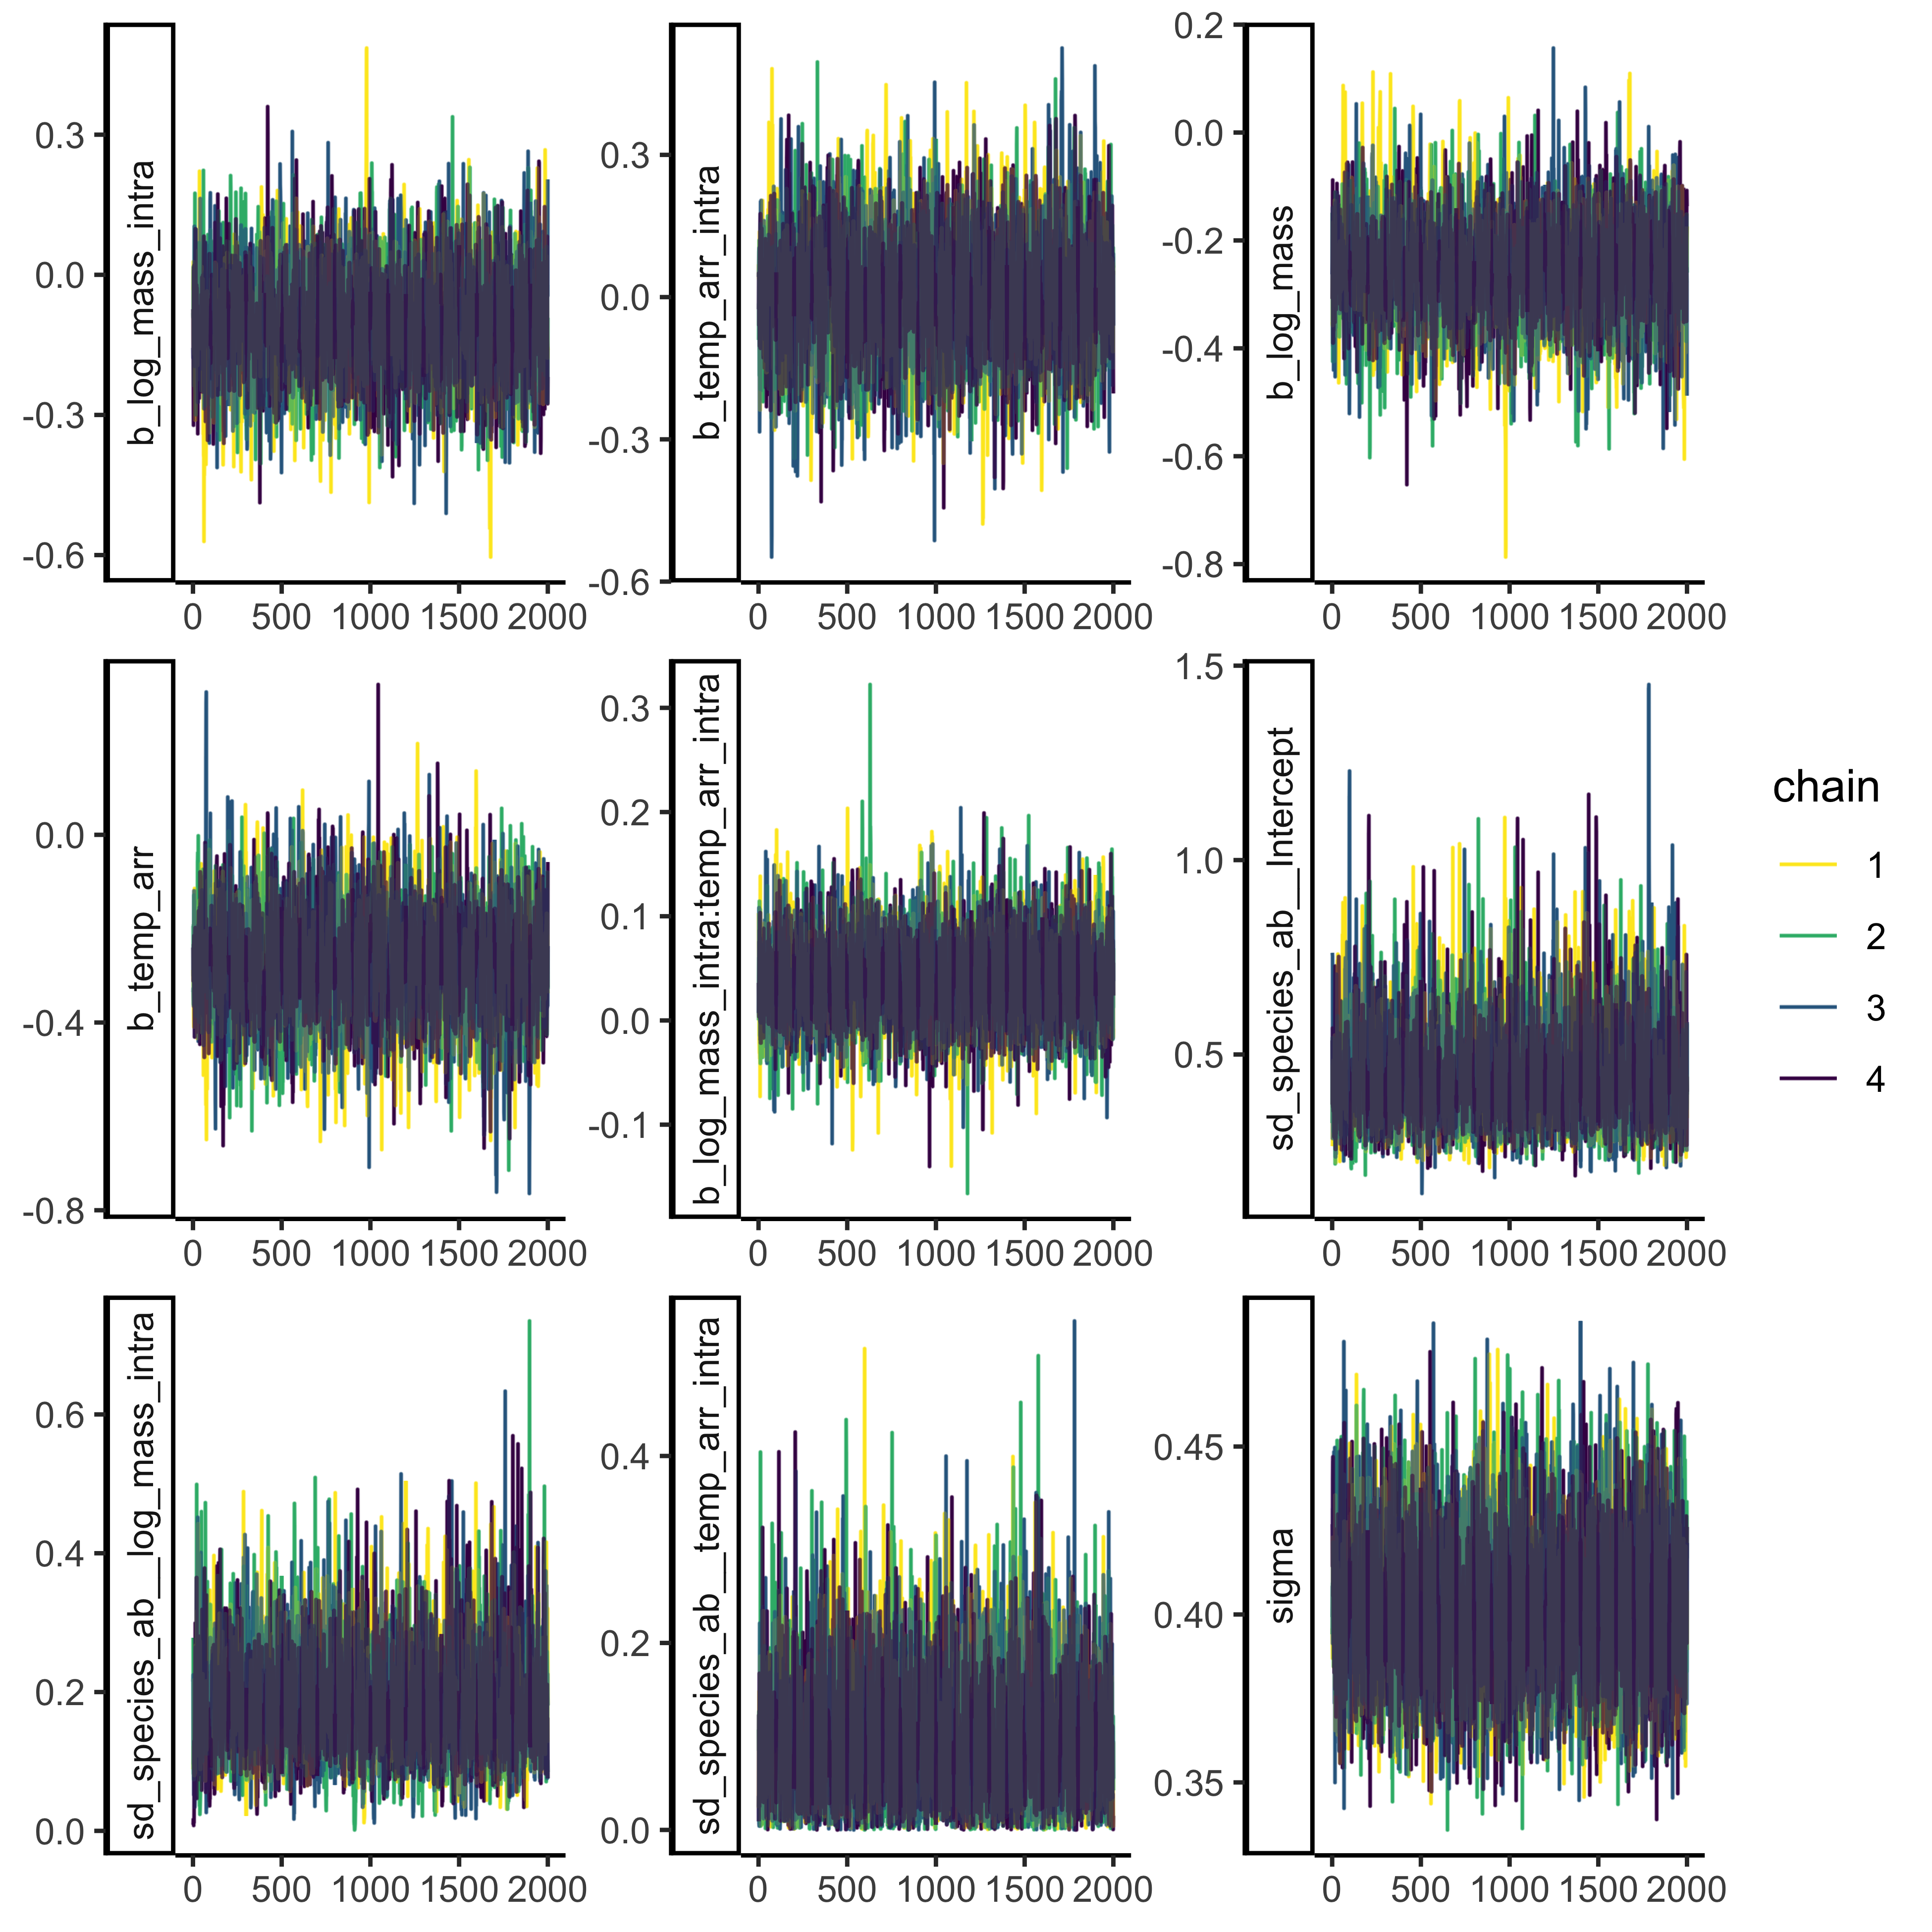 b_log_mass_intra
0.3
0.0
-0.3
-0.6
0 500 1000 1500 2000
b_temp_arr_intra
0.3
0.0
-0.3
-0.6
0 500 1000 1500 2000
b_log_mass
0.2
0.0
-0.2
-0.4
-0.6
-0.8
0 500 1000 1500 2000
b_temp_arr
0.0
-0.4
-0.8
0 500 1000 1500 2000
b_log_mass_intra:temp_arr_intra
0.3
0.2
0.1
0.0
-0.1
0 500 1000 1500 2000
sd_species_ab__Intercept
1.5
1.0
0.5
0 500 1000 1500 2000
chain
1
2
3
4
sd_species_ab__log_mass_intra
0.6
0.4
0.2
0.0
0 500 1000 1500 2000
sd_species_ab__temp_arr_intra
0.4
0.2
0.0
0 500 1000 1500 2000
sigma
0.45
0.40
0.35
0 500 1000 1500 2000